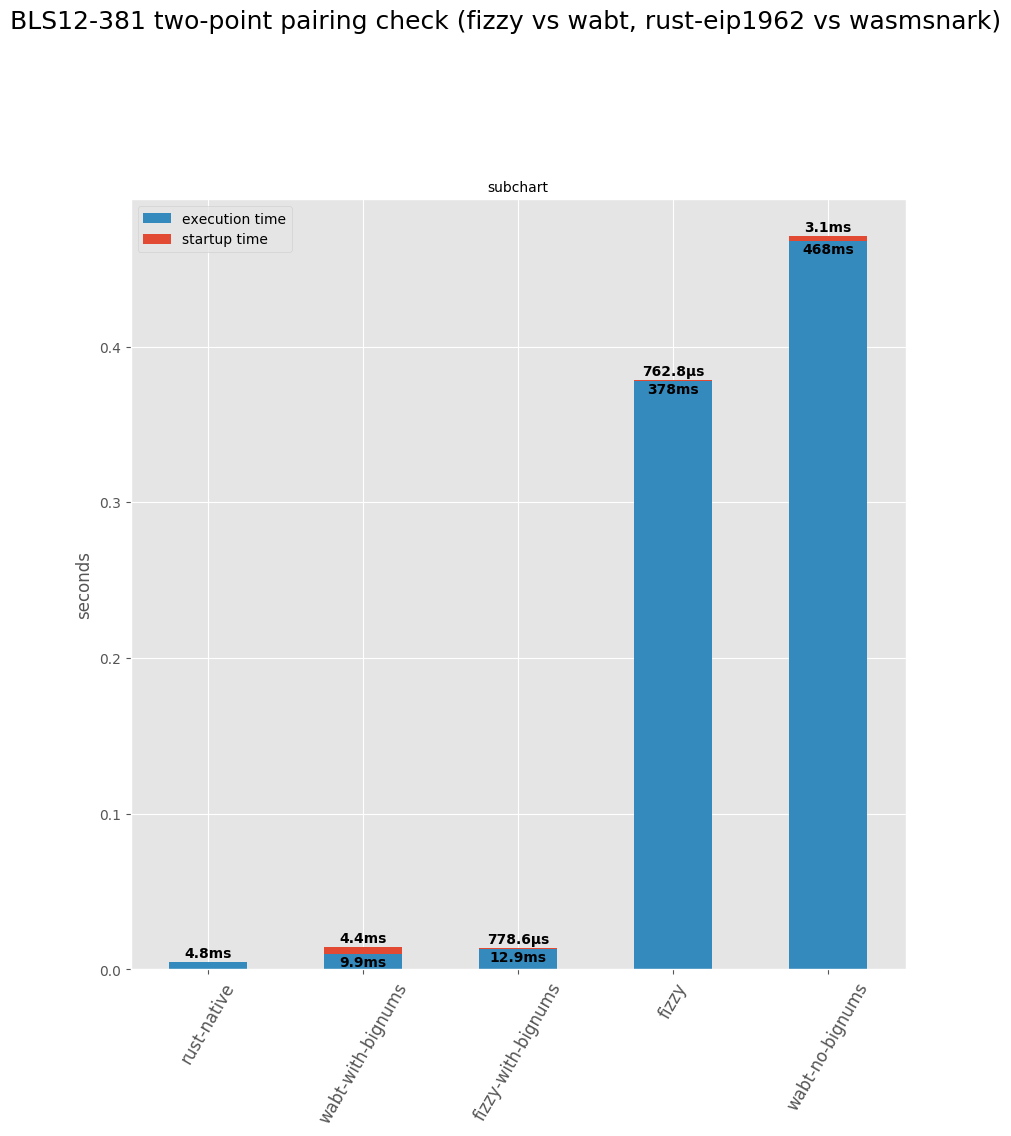 BLS12-381 two-point pairing check (fizzy vs wabt, rust-eip1962 vs wasmsnark)
subchart
execution time
startup time
3.1ms
468ms
762.8µs
378ms
0.4
0.3
0.2
0.1
0.0
seconds
4.8ms
4.4ms
9.9ms
778.6µs
12.9ms
rust-native
wabt-with-bignums
fizzy-with-bignums
fizzy
wabt-no-bignums